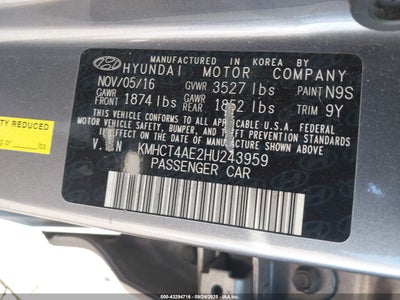 MANUFACTURED IN KOREA BY
HYUNDAI MOTOR COMPANY
NOV/05/16 GVWR 3527 lbs PAINT N9S
GAWR FRONT 1874 lbs GAWR REAR 1852 lbs TRIM 9Y
THIS VEHICLE CONFORMS TO ALL APPLICABLE U.S.A. FEDERAL
MOTOR VEHICLE SAFETY, BUMPER, AND THEFT PREVENTION STANDARDS
IN EFFECT ON THE DATE OF MANUFACTURE SHOWN ABOVE.
V.I.N KMHCT4AE2HU243959
PASSENGER CAR
TY REDUCED
lbs
000-43294716 - 09/24/2025 - IAA Inc.